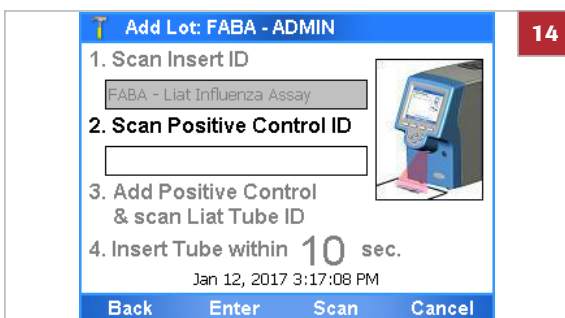 Add Lot: FABA - ADMIN
14
1. Scan Insert ID
FABA - Liat Influenza Assay
2. Scan Positive Control ID
3. Add Positive Control
& scan Liat Tube ID
4. Insert Tube within 10 sec.
Jan 12, 2017 3:17:08 PM
Back Enter Scan Cancel